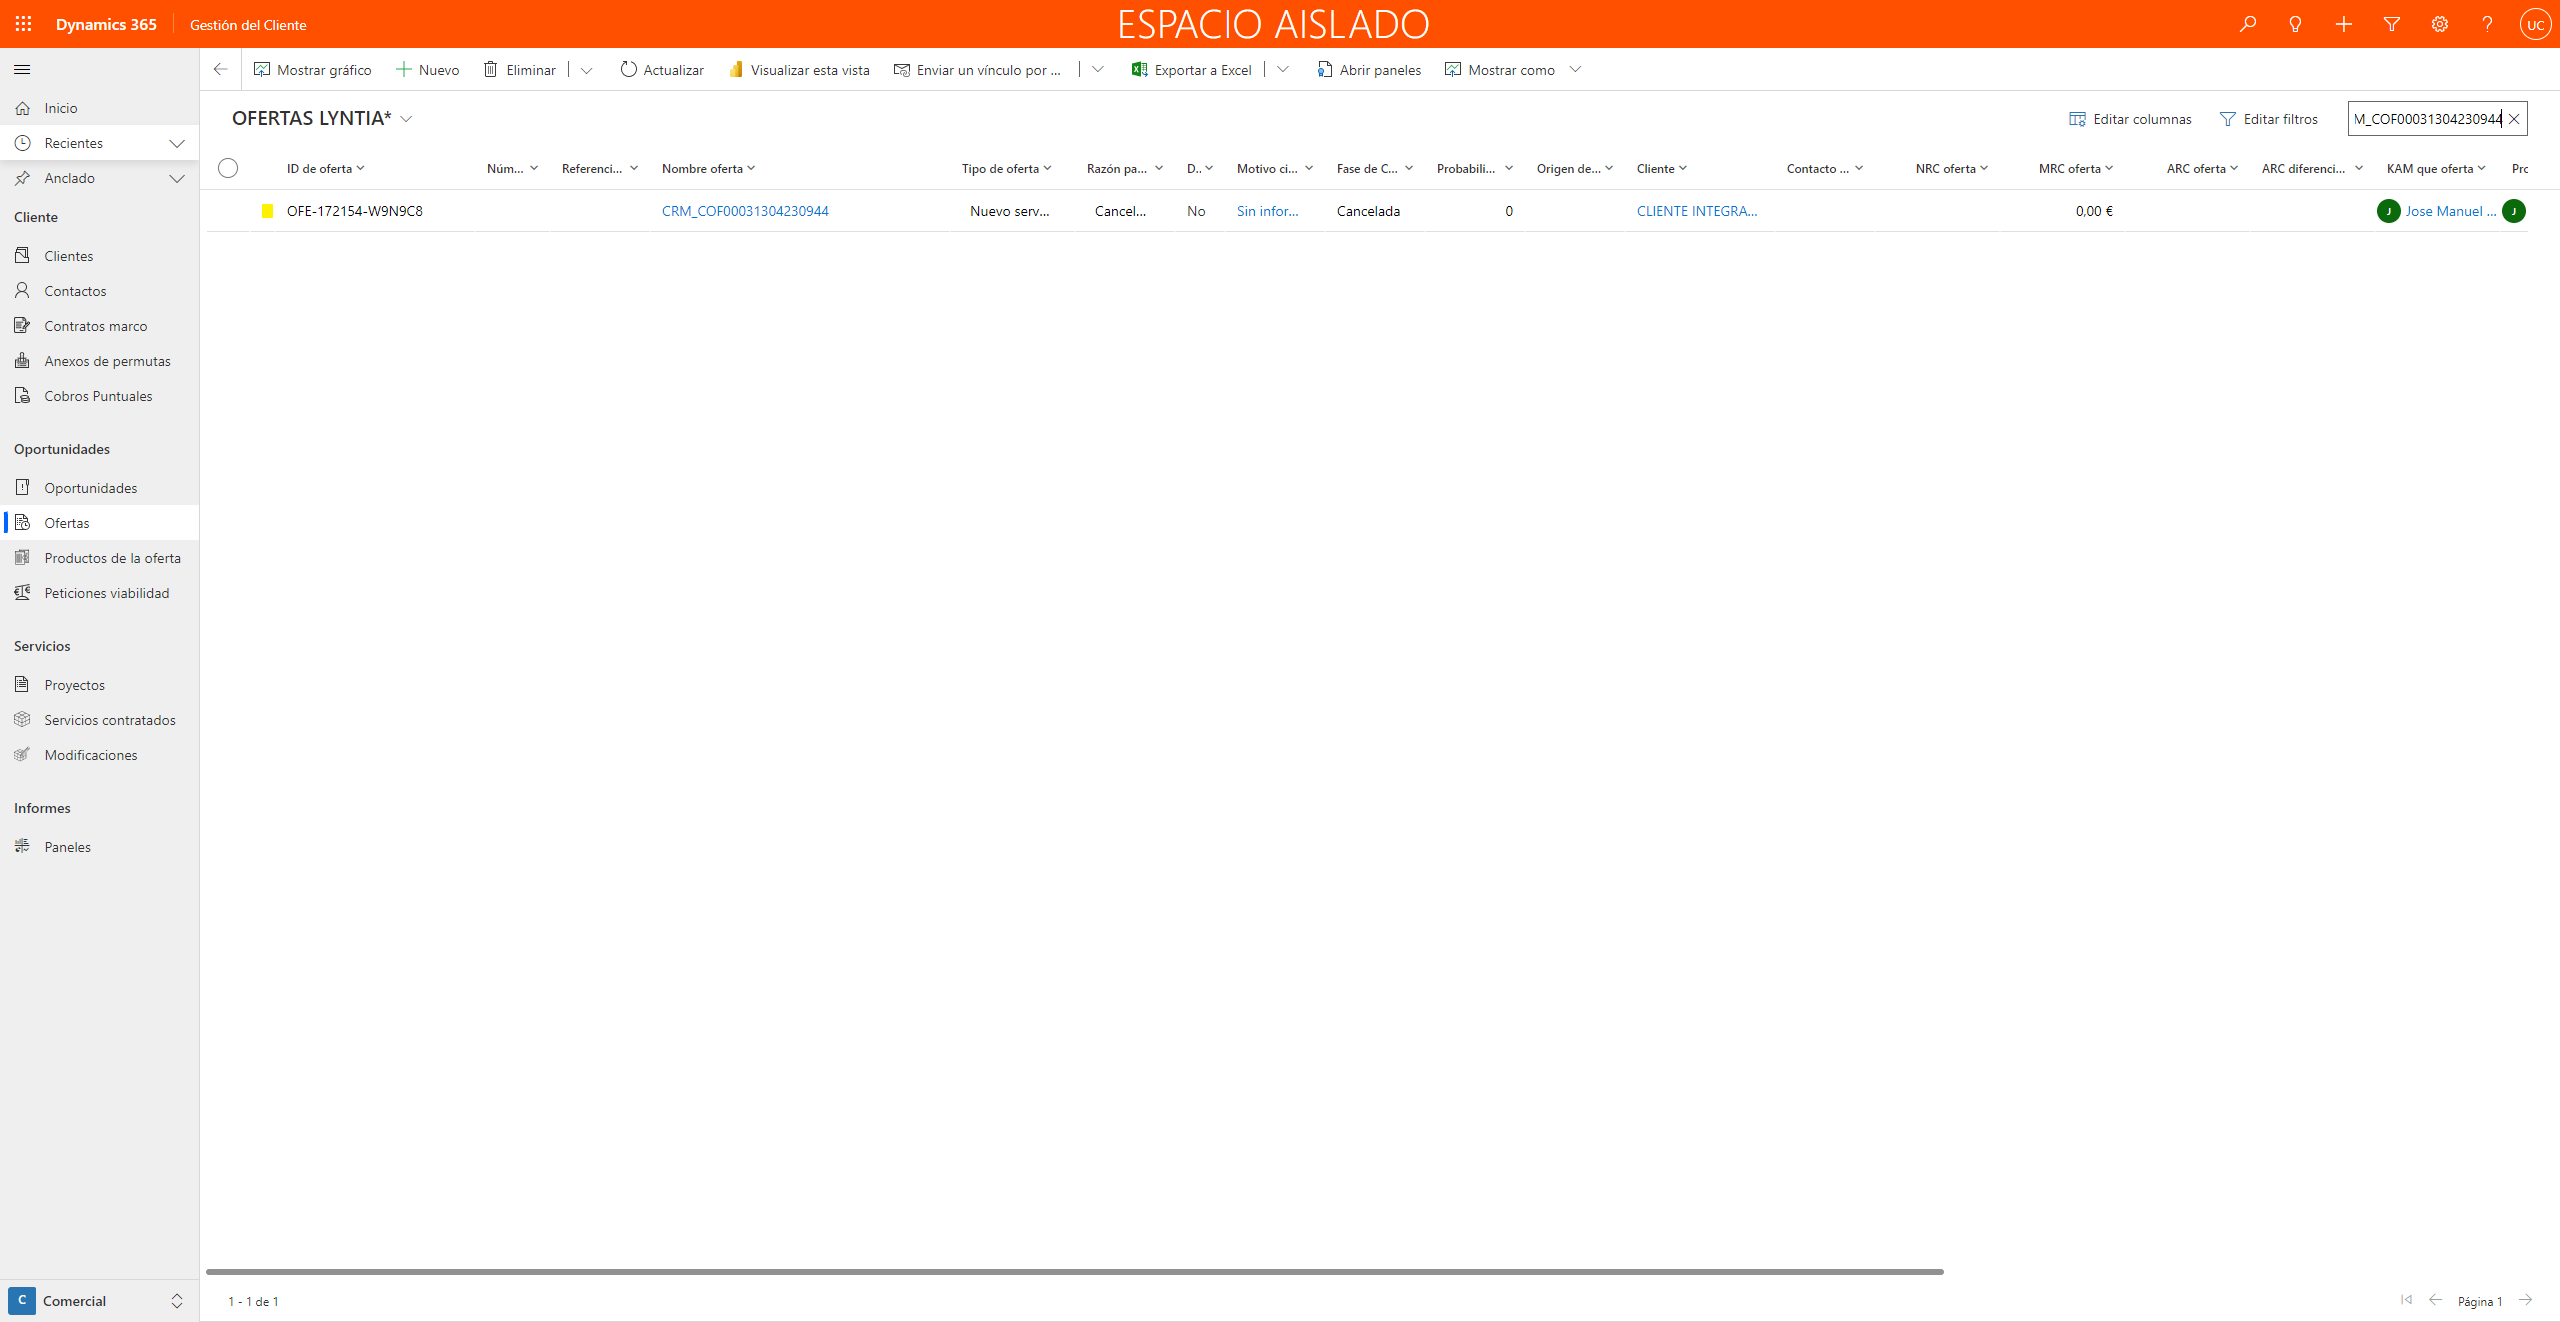 Dynamics 365
Gestión del Cliente
ESPACIO AISLADO
UC
Mostrar gráfico
Nuevo
Eliminar
Actualizar
Visualizar esta vista
Enviar un vínculo por ...
Exportar a Excel
Abrir paneles
Mostrar como
Inicio
Recientes
Anclado
Cliente
Clientes
Contactos
Contratos marco
Anexos de permutas
Cobros Puntuales
Oportunidades
Oportunidades
Ofertas
Productos de la oferta
Peticiones viabilidad
Servicios
Proyectos
Servicios contratados
Modificaciones
Informes
Paneles
C Comercial
OFERTAS LYNTIA*
Editar columnas
Editar filtros
M_COF00031304230944
ID de oferta Núm... Referenci... Nombre oferta Tipo de oferta Razón pa... D.. Motivo ci... Fase de C... Probabili... Origen de... Cliente Contacto ... NRC oferta MRC oferta ARC oferta ARC diferenci... KAM que oferta Prc
OFE-172154-W9N9C8 CRM_COF00031304230944 Nuevo serv... Cancel... No Sin infor... Cancelada 0 CLIENTE INTEGRA... 0,00 € J Jose Manuel ... J
1 - 1 de 1
Página 1